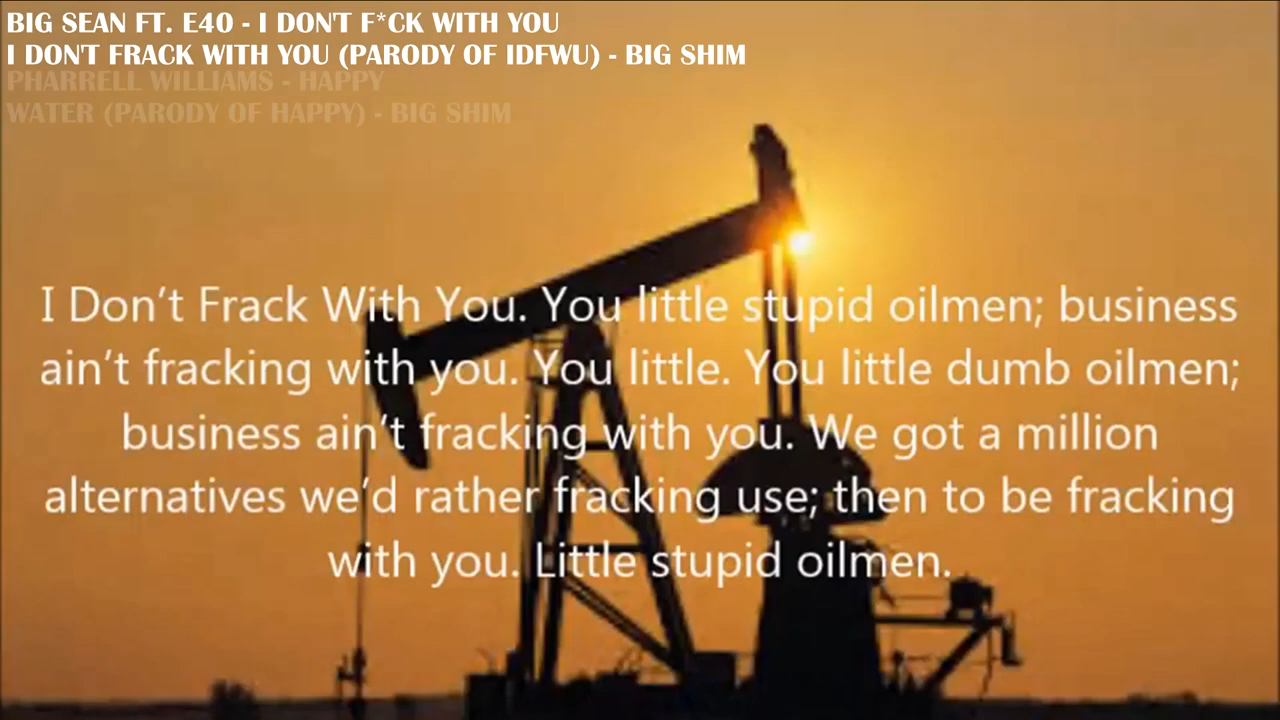 BIG SEAN FT. E40 - I DON'T F*CK WITH YOU
I DON'T FRACK WITH YOU (PARODY OF IDFWU) - BIG SHIM
PHARRELL WILLIAMS - HAPPY
WATER (PARODY OF HAPPY) - BIG SHIM
I Don’t Frack With You. You little stupid oilmen; business
ain’t fracking with you. You little. You little dumb oilmen;
business ain’t fracking with you. We got a million
alternatives we’d rather fracking use; then to be fracking
with you. Little stupid oilmen.